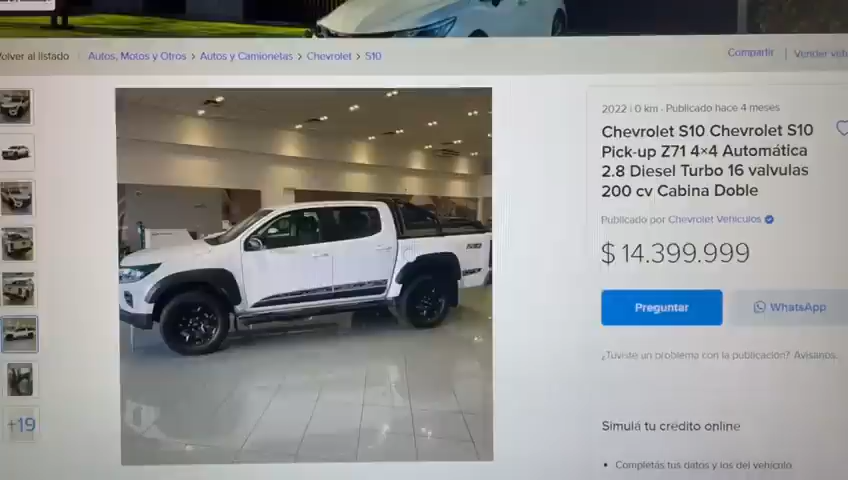 Volver al listado | Autos, Motos y Otros > Autos y Camionetas > Chevrolet > S10
Compartir | Vender
2022 | 0 km · Publicado hace 4 meses
Chevrolet S10 Chevrolet S10
Pick-up Z71 4×4 Automática
2.8 Diesel Turbo 16 valvulas
200 cv Cabina Doble
Publicado por Chevrolet Vehiculos
$ 14.399.999
Preguntar
WhatsApp
¿Tuviste un problema con la publicación? Avísanos.
+19
Simulá tu crédito online
• Completás tus datos y los del vehículo.